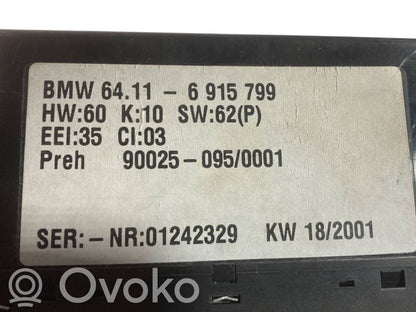 BMW 64.11 - 6 915 799
HW:60 K:10 SW:62(P)
EEI:35 CI:03
Preh 90025-095/0001
SER:-NR:01242329 KW 18/2001
Ovoko